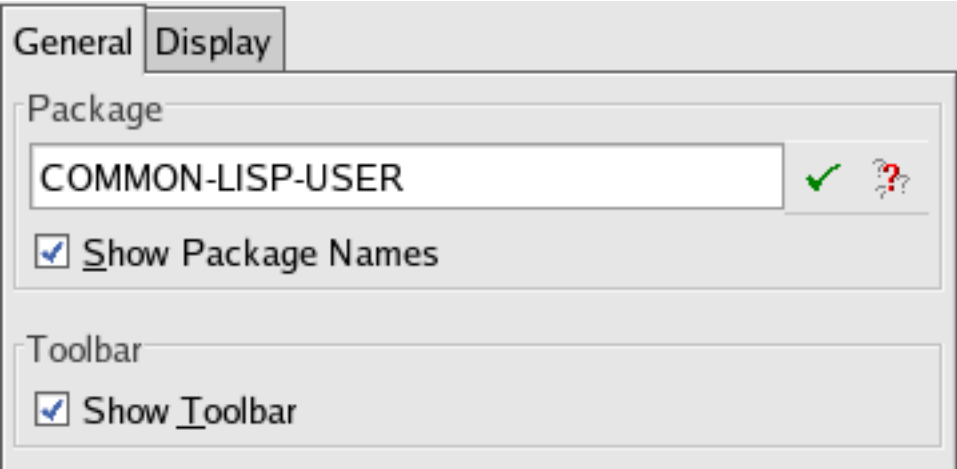 General Display
Package
COMMON-LISP-USER
Show Package Names
Toolbar
Show Toolbar